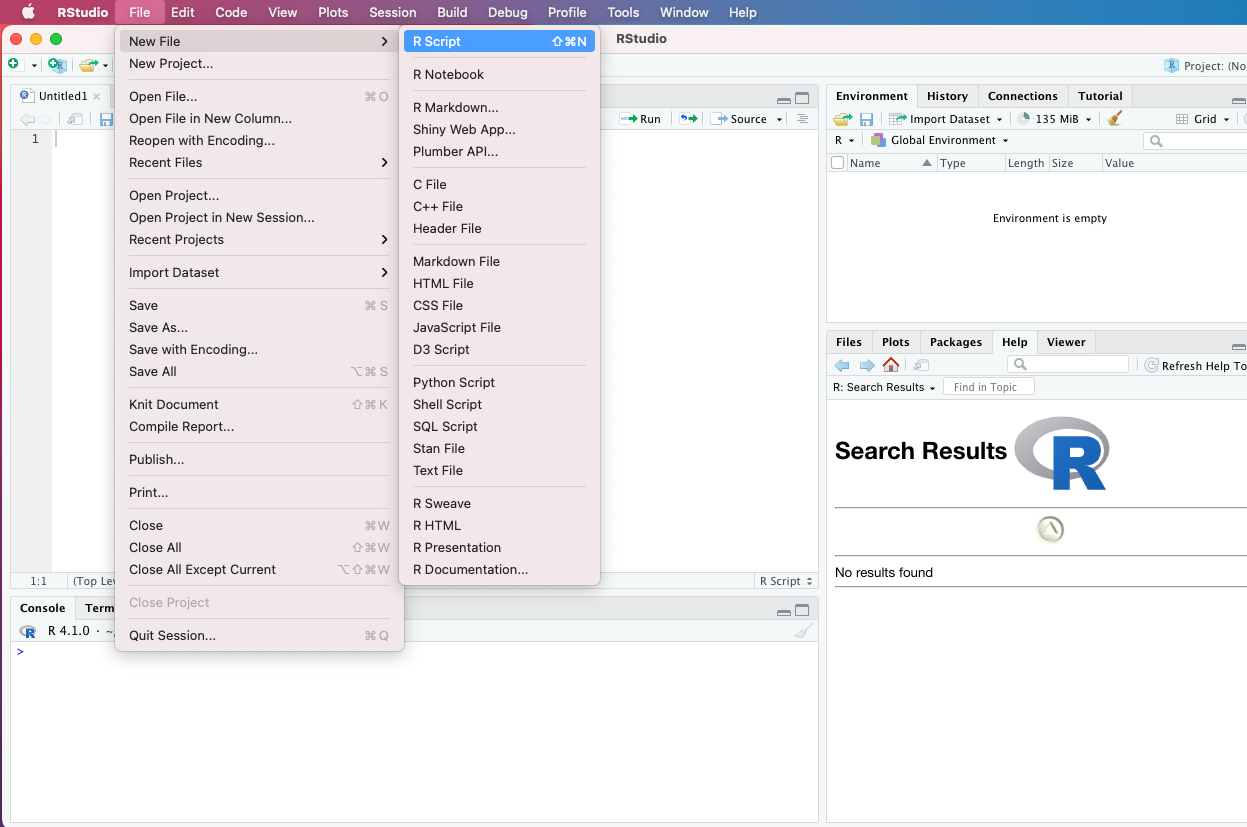 RStudio File Edit Code View Plots Session Build Debug Profile Tools Window Help
RStudio
Project: (No
New File
New Project...
Open File... ⌘ O
Open File in New Column...
Reopen with Encoding...
Recent Files
Open Project...
Open Project in New Session...
Recent Projects
Import Dataset
Save ⌘ S
Save As...
Save with Encoding...
Save All ⌥⌘ S
Knit Document ⇧⌘ K
Compile Report...
Publish...
Print...
Close ⌘W
Close All ⇧⌘W
Close All Except Current ⌥⇧⌘W
Close Project
Quit Session... ⌘Q
R Script ⇧⌘N
R Notebook
R Markdown...
Shiny Web App...
Plumber API...
C File
C++ File
Header File
Markdown File
HTML File
CSS File
JavaScript File
D3 Script
Python Script
Shell Script
SQL Script
Stan File
Text File
R Sweave
R HTML
R Presentation
R Documentation...
Untitled1
Run Source
1
1:1 (Top Lev R Script
Console Term
R 4.1.0 · ~/
>
Environment History Connections Tutorial
Import Dataset 135 MiB Grid
R Global Environment
Name Type Length Size Value
Environment is empty
Files Plots Packages Help Viewer
Refresh Help To
R: Search Results Find in Topic
Search Results R
No results found